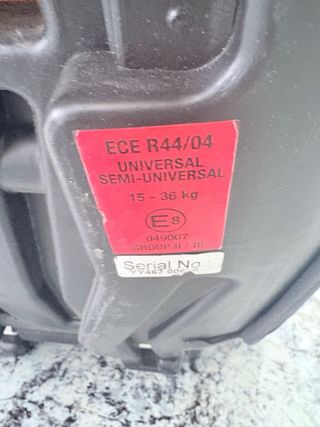 ECE R44/04
UNIVERSAL
SEMI-UNIVERSAL
15 - 36 kg
E8
049007
GROUP II / III
Serial No.